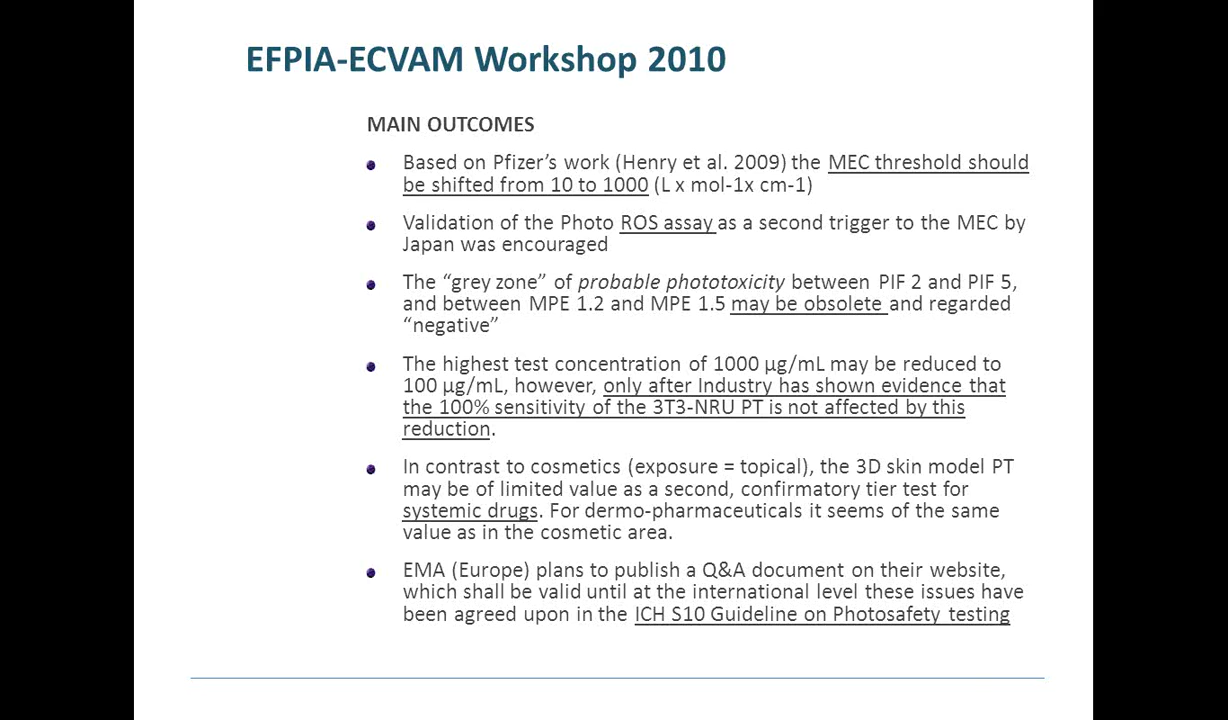 EFPIA-ECVAM Workshop 2010
MAIN OUTCOMES
Based on Pfizer’s work (Henry et al. 2009) the MEC threshold should
be shifted from 10 to 1000 (L x mol-1x cm-1)
Validation of the Photo ROS assay as a second trigger to the MEC by
Japan was encouraged
The “grey zone” of probable phototoxicity between PIF 2 and PIF 5,
and between MPE 1.2 and MPE 1.5 may be obsolete and regarded
“negative”
The highest test concentration of 1000 µg/mL may be reduced to
100 µg/mL, however, only after Industry has shown evidence that
the 100% sensitivity of the 3T3-NRU PT is not affected by this
reduction.
In contrast to cosmetics (exposure = topical), the 3D skin model PT
may be of limited value as a second, confirmatory tier test for
systemic drugs. For dermo-pharmaceuticals it seems of the same
value as in the cosmetic area.
EMA (Europe) plans to publish a Q&A document on their website,
which shall be valid until at the international level these issues have
been agreed upon in the ICH S10 Guideline on Photosafety testing